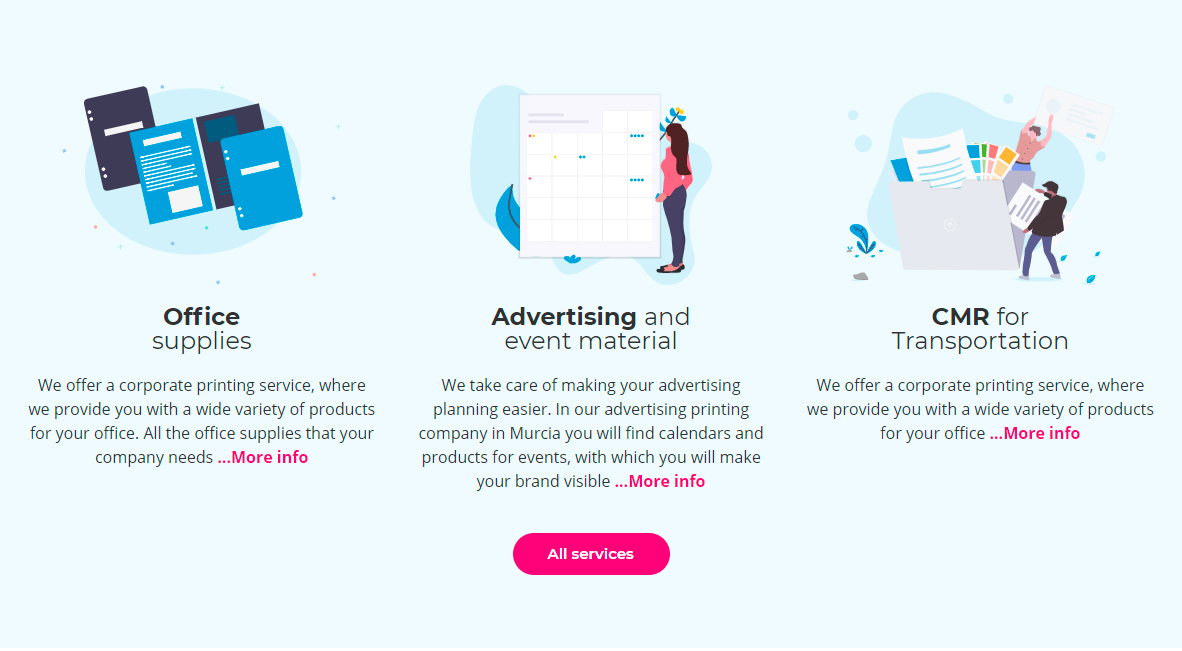 Office
supplies
We offer a corporate printing service, where
we provide you with a wide variety of products
for your office. All the office supplies that your
company needs ...More info
Advertising and
event material
We take care of making your advertising
planning easier. In our advertising printing
company in Murcia you will find calendars and
products for events, with which you will make
your brand visible ...More info
CMR for
Transportation
We offer a corporate printing service, where
we provide you with a wide variety of products
for your office ...More info
All services